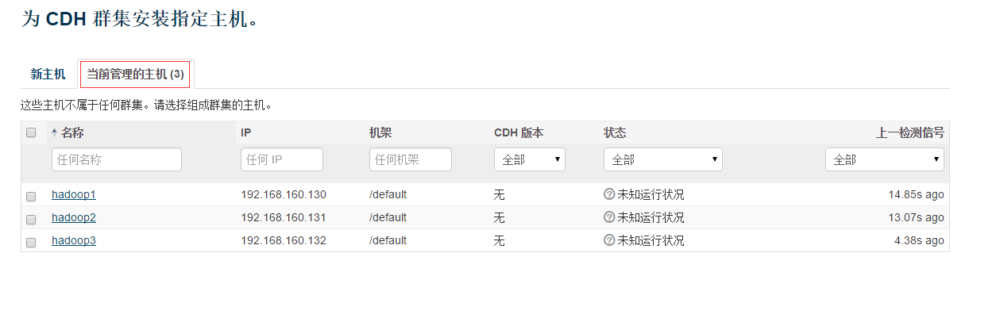 为 CDH 群集安装指定主机。
新主机 当前管理的主机 (3)
这些主机不属于任何群集。请选择组成群集的主机。
名称 IP 机架 CDH 版本 状态 上一检测信号
任何名称 任何 IP 任何机架 全部 全部 全部
hadoop1 192.168.160.130 /default 无 未知运行状况 14.85s ago
hadoop2 192.168.160.131 /default 无 未知运行状况 13.07s ago
hadoop3 192.168.160.132 /default 无 未知运行状况 4.38s ago